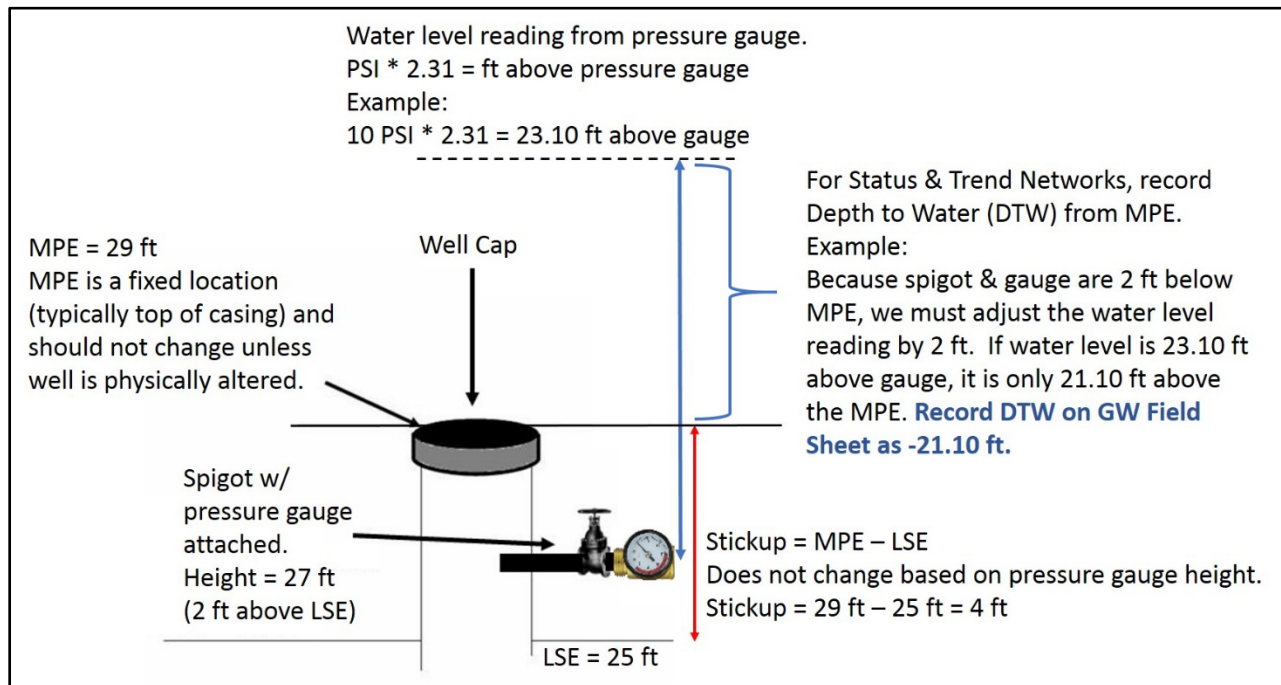 Water level reading from pressure gauge.
PSI * 2.31 = ft above pressure gauge
Example:
10 PSI * 2.31 = 23.10 ft above gauge
MPE = 29 ft
MPE is a fixed location
(typically top of casing) and
should not change unless
well is physically altered.
Well Cap
For Status & Trend Networks, record
Depth to Water (DTW) from MPE.
Example:
Because spigot & gauge are 2 ft below
MPE, we must adjust the water level
reading by 2 ft.  If water level is 23.10 ft
above gauge, it is only 21.10 ft above
the MPE. Record DTW on GW Field
Sheet as -21.10 ft.
Spigot w/
pressure gauge
attached.
Height = 27 ft
(2 ft above LSE)
Stickup = MPE – LSE
Does not change based on pressure gauge height.
Stickup = 29 ft – 25 ft = 4 ft
LSE = 25 ft